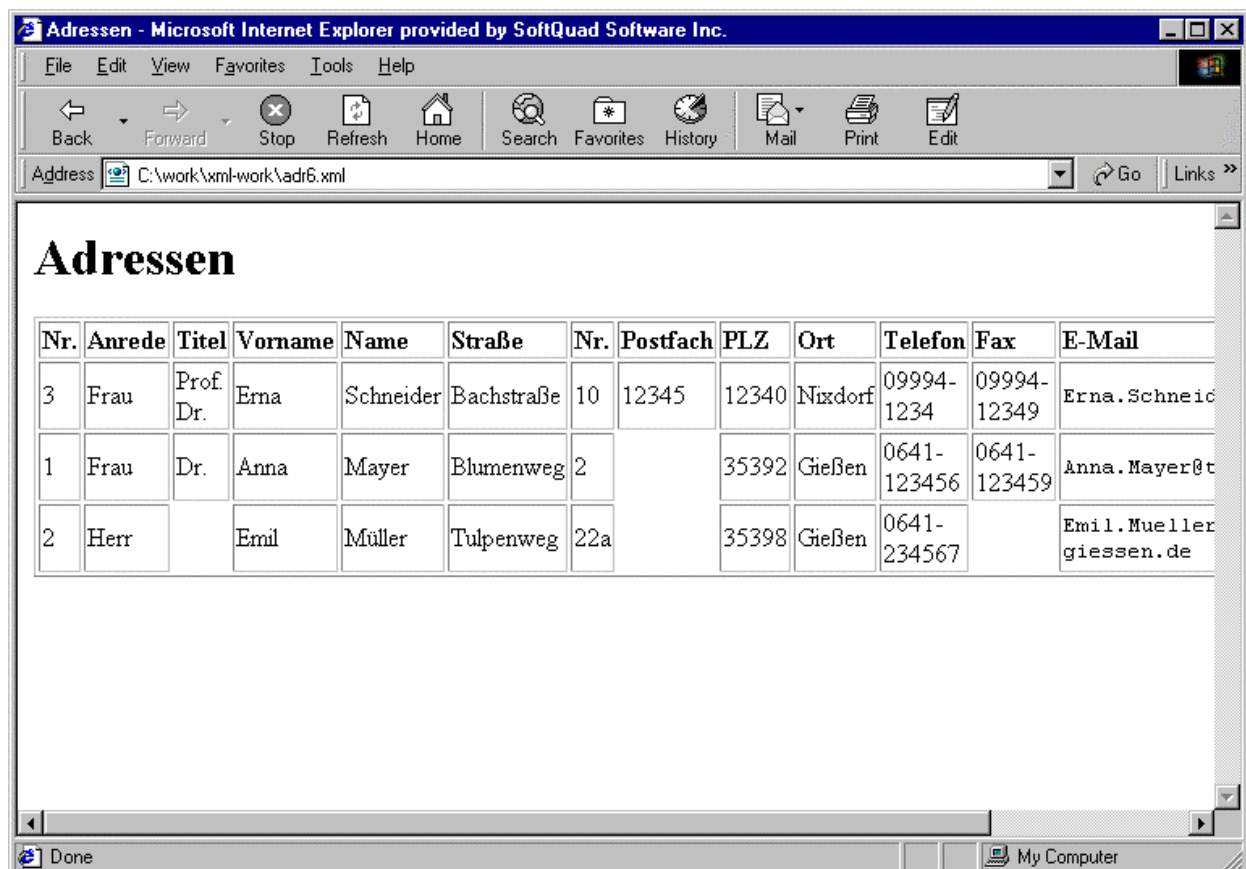 Adressen - Microsoft Internet Explorer provided by SoftQuad Software Inc.
File Edit View Favorites Tools Help
Back Forward Stop Refresh Home Search Favorites History Mail Print Edit
Address C:\work\xml-work\adr6.xml Go Links »
Adressen
Nr. Anrede Titel Vorname Name Straße Nr. Postfach PLZ Ort Telefon Fax E-Mail
3 Frau Prof. Dr. Erna Schneider Bachstraße 10 12345 12340 Nixdorf 09994-1234 09994-12349 Erna.Schneid
1 Frau Dr. Anna Mayer Blumenweg 2 35392 Gießen 0641-123456 0641-123459 Anna.Mayer@t
2 Herr Emil Müller Tulpenweg 22a 35398 Gießen 0641-234567 Emil.Mueller giessen.de
Done My Computer